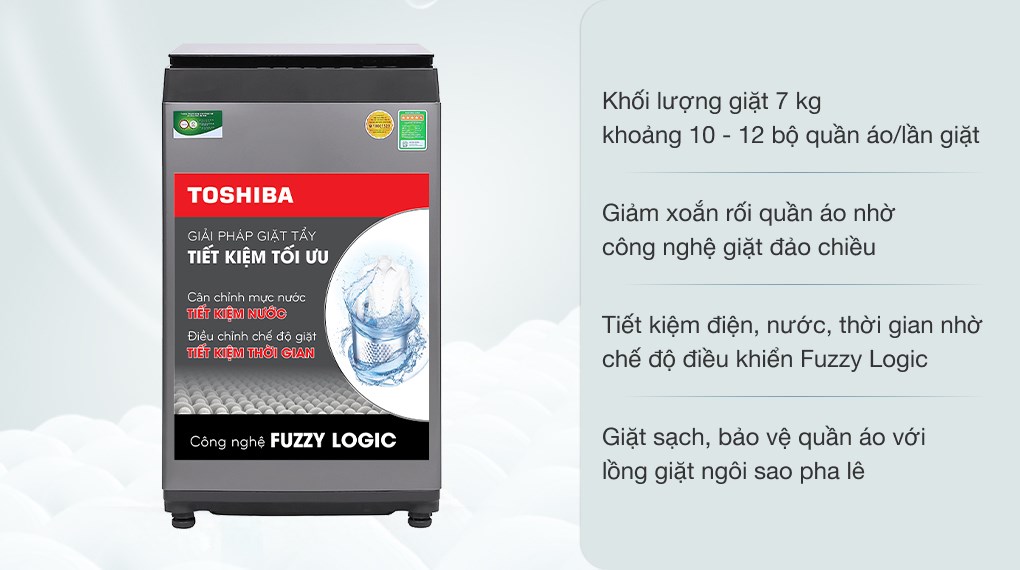 TOSHIBA
GIẢI PHÁP GIẶT TẨY
TIẾT KIỆM TỐI ƯU
Cân chỉnh mực nước
TIẾT KIỆM NƯỚC
Điều chỉnh chế độ giặt
TIẾT KIỆM THỜI GIAN
Công nghệ FUZZY LOGIC
Khối lượng giặt 7 kg
khoảng 10 - 12 bộ quần áo/lần giặt
Giảm xoắn rối quần áo nhờ
công nghệ giặt đảo chiều
Tiết kiệm điện, nước, thời gian nhờ
chế độ điều khiển Fuzzy Logic
Giặt sạch, bảo vệ quần áo với
lồng giặt ngôi sao pha lê